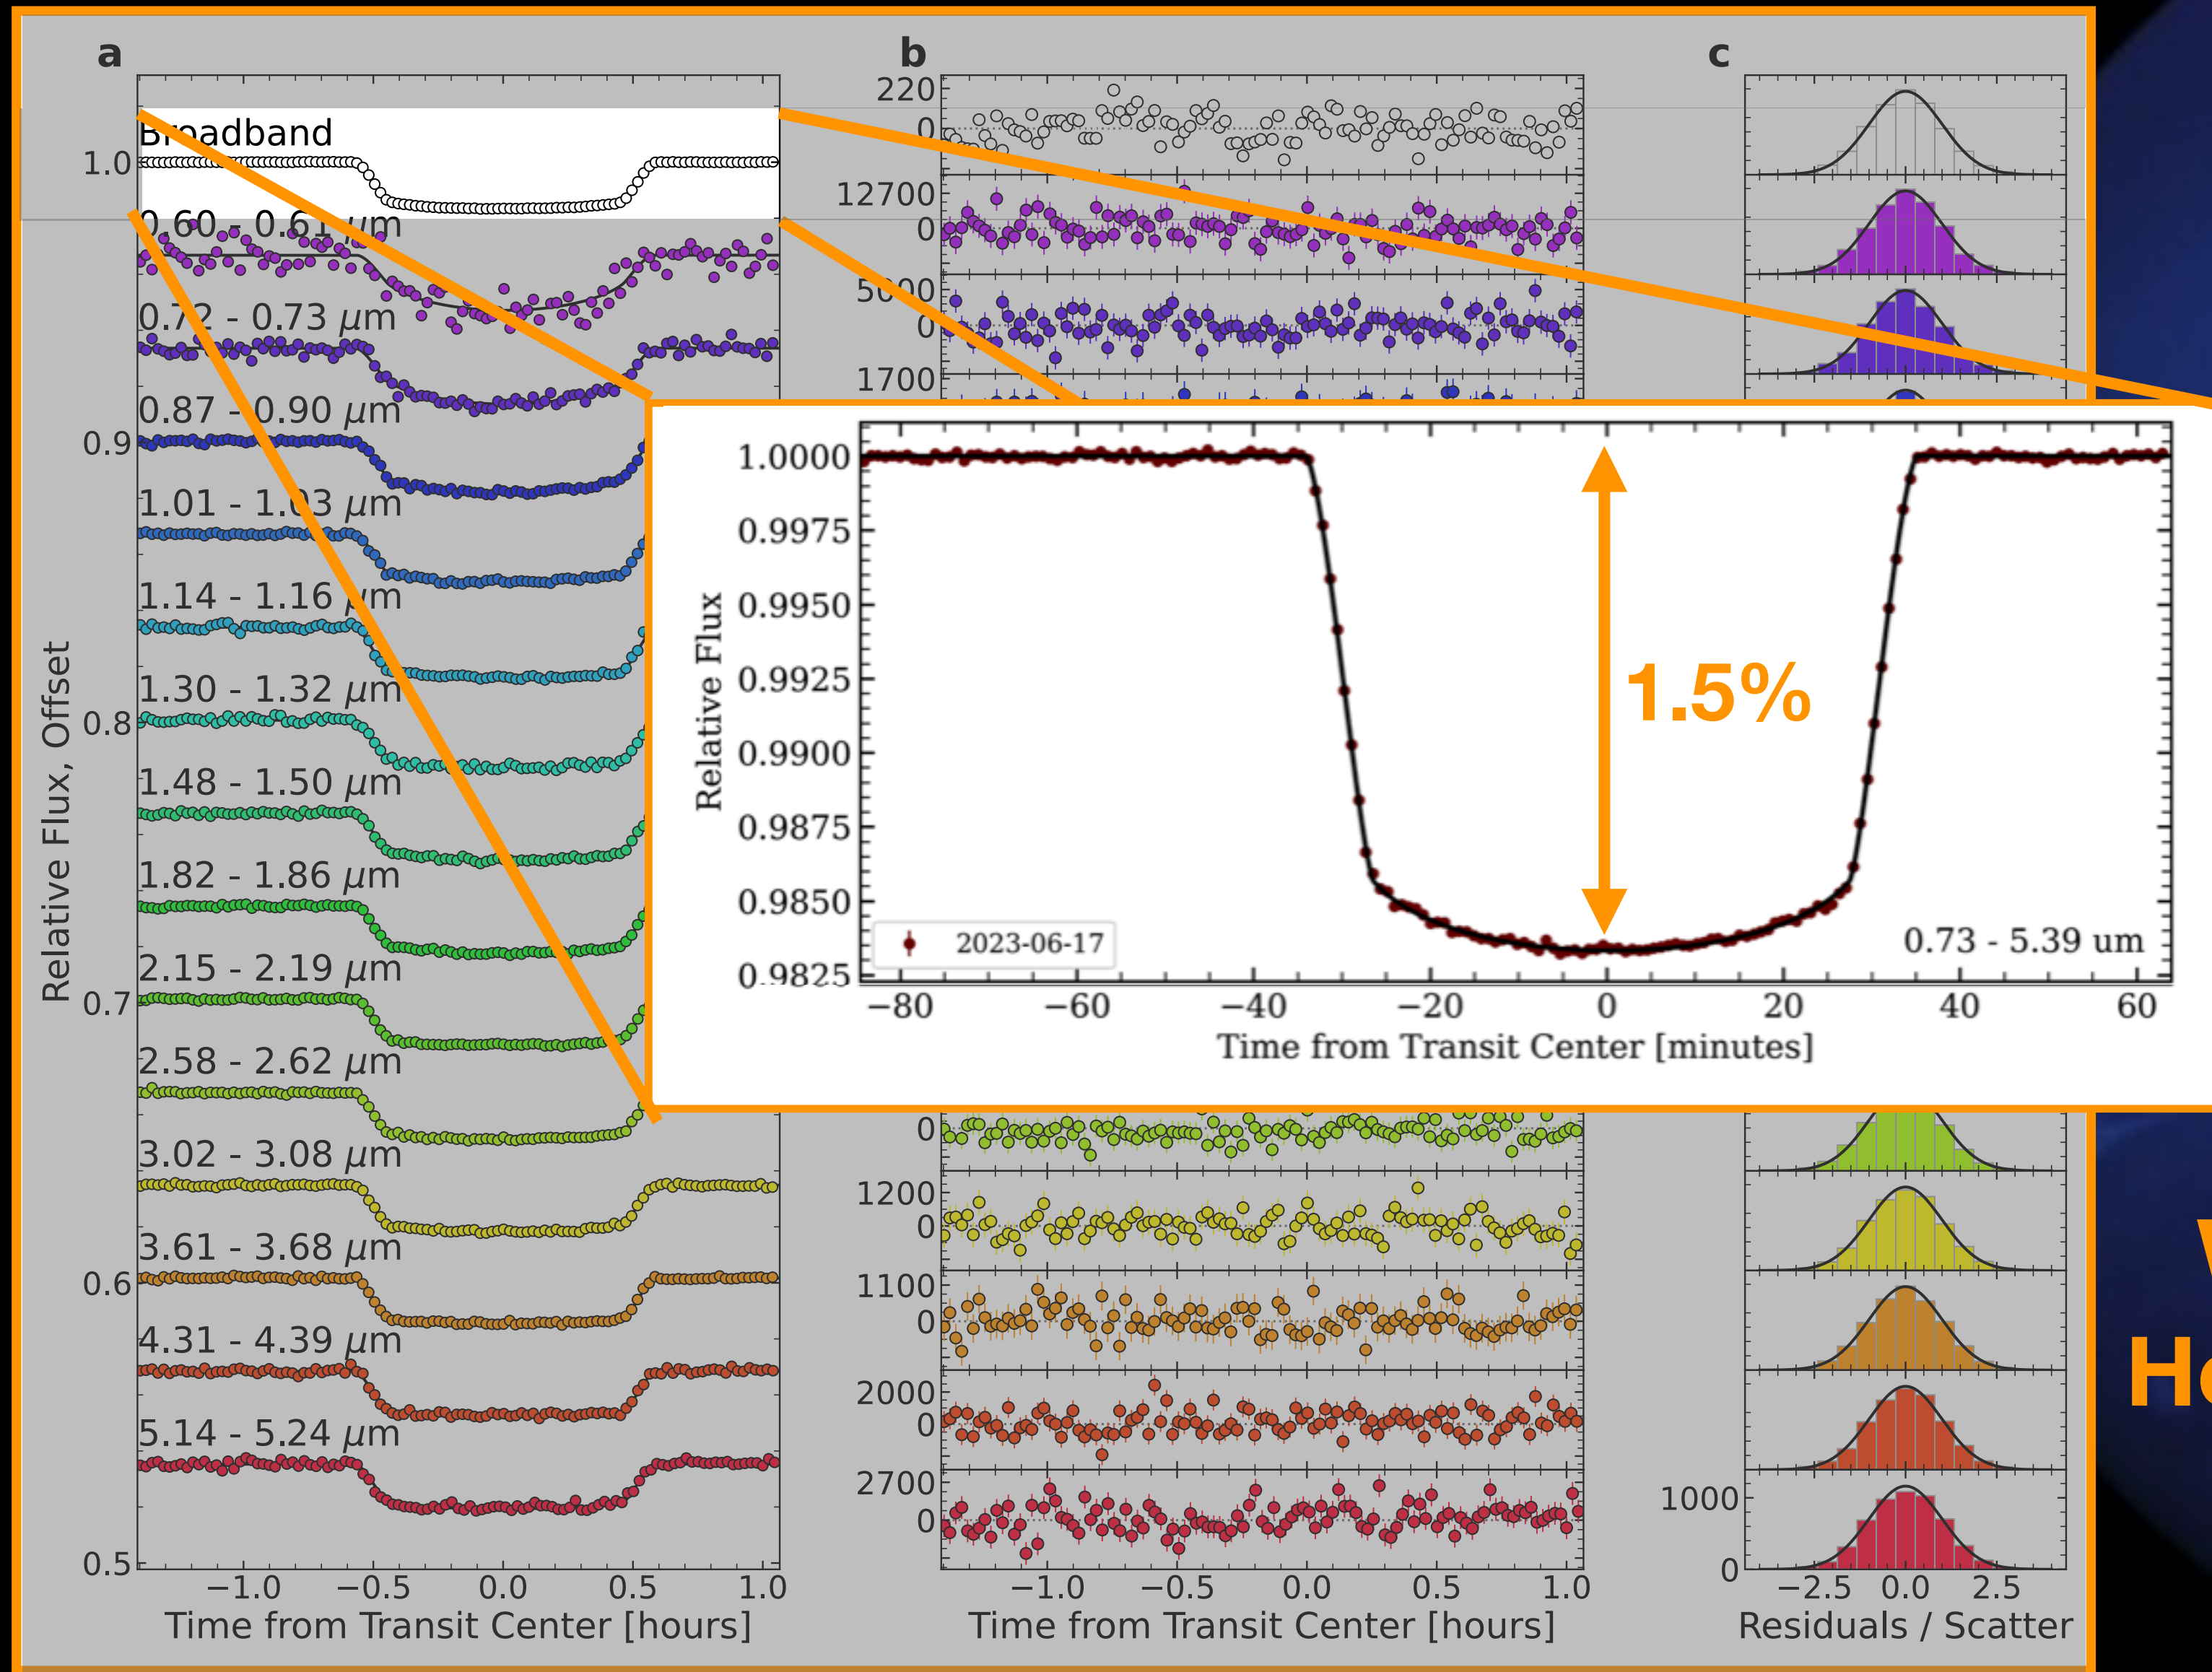 a
b
c
Broadband
0.60 - 0.61 μm
0.72 - 0.73 μm
0.87 - 0.90 μm
1.01 - 1.03 μm
1.14 - 1.16 μm
1.30 - 1.32 μm
1.48 - 1.50 μm
1.82 - 1.86 μm
2.15 - 2.19 μm
2.58 - 2.62 μm
3.02 - 3.08 μm
3.61 - 3.68 μm
4.31 - 4.39 μm
5.14 - 5.24 μm
1.0
0.9
0.8
0.7
0.6
0.5
Relative Flux, Offset
−1.0 −0.5 0.0 0.5 1.0
Time from Transit Center [hours]
220
0
12700
0
5600
0
1700
0
1200
0
1100
0
2000
0
2700
0
−1.0 −0.5 0.0 0.5 1.0
Time from Transit Center [hours]
1000
0
−2.5 0.0 2.5
Residuals / Scatter
1.0000
0.9975
0.9950
0.9925
0.9900
0.9875
0.9850
0.9825
Relative Flux
1.5%
2023-06-17
0.73 - 5.39 um
−80 −60 −40 −20 0 20 40 60
Time from Transit Center [minutes]